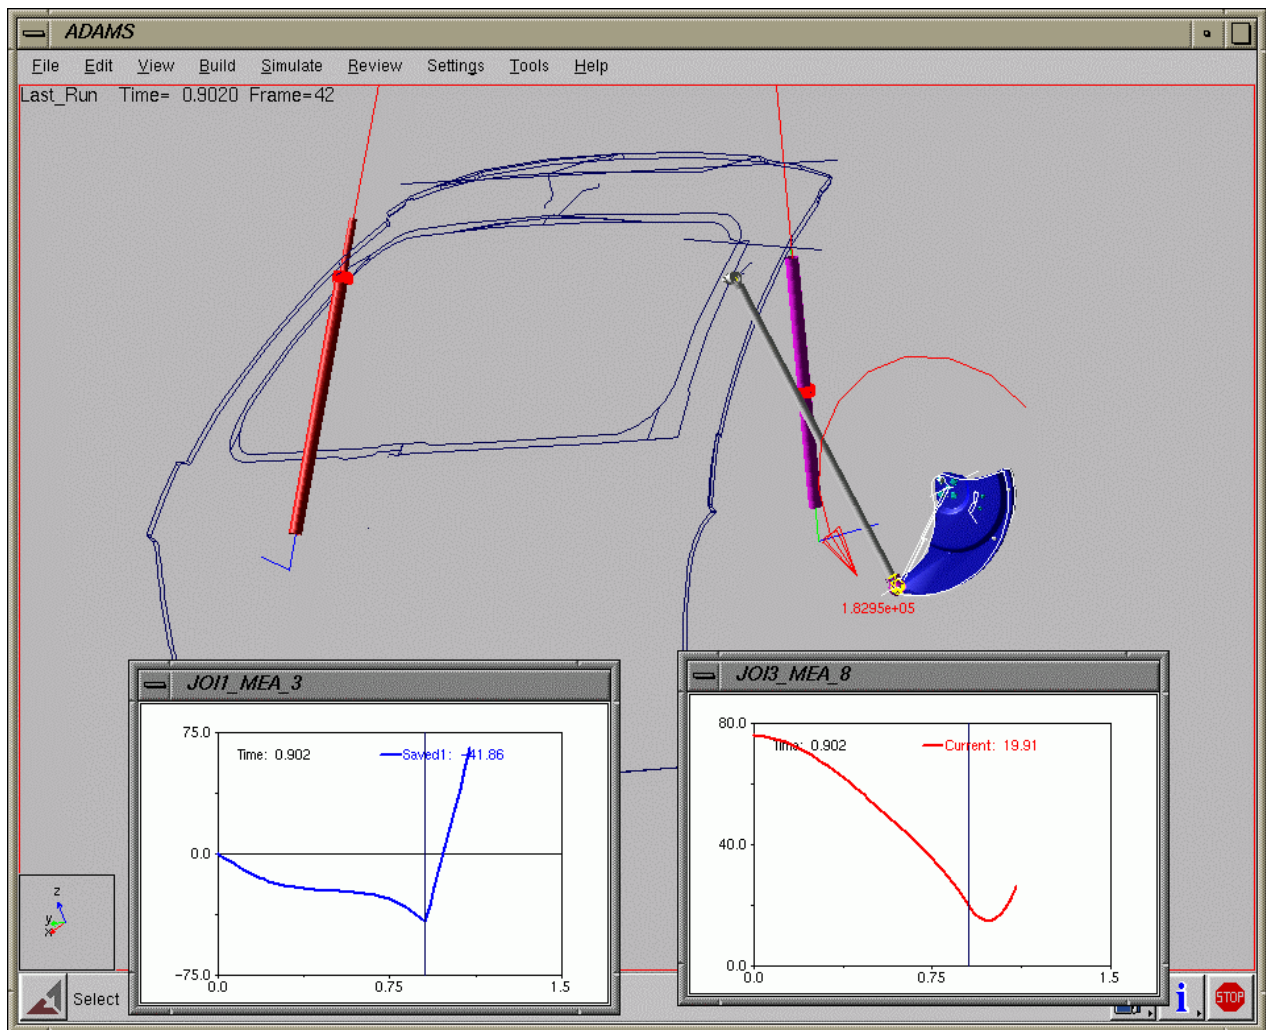 ADAMS
File Edit View Build Simulate Review Settings Tools Help
Last_Run Time= 0.9020 Frame=42
1.8295e+05
JOI1_MEA_3
75.0
Time: 0.902 Saved1: -41.86
0.0
-75.0
0.0 0.75 1.5
JOI3_MEA_8
80.0
Time: 0.902 Current: 19.91
40.0
0.0
0.0 0.75 1.5
z
y
x
Select
i
STOP